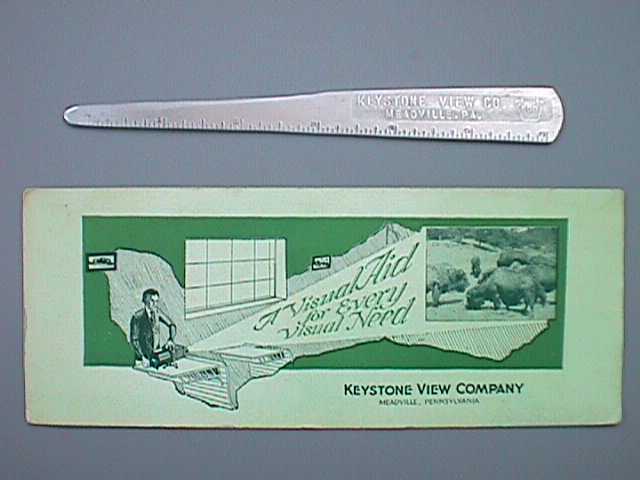 KEYSTONE VIEW CO.
MEADVILLE, PA.
A Visual Aid
for Every
Visual Need
KEYSTONE VIEW COMPANY
MEADVILLE, PENNSYLVANIA